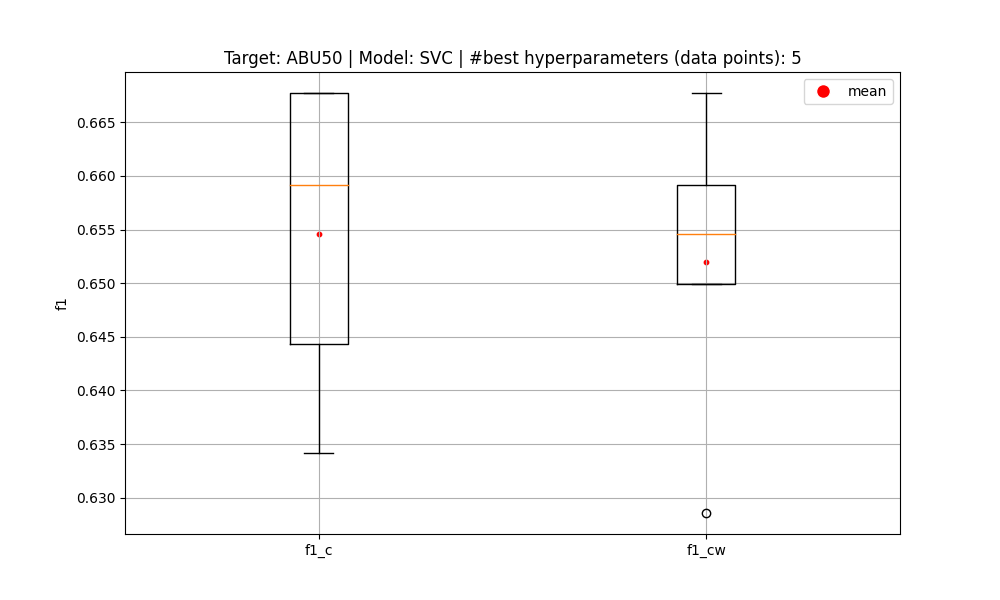 Target: ABU50 | Model: SVC | #best hyperparameters (data points): 5
mean
0.665
0.660
0.655
0.650
0.645
0.640
0.635
0.630
f1
f1_c
f1_cw